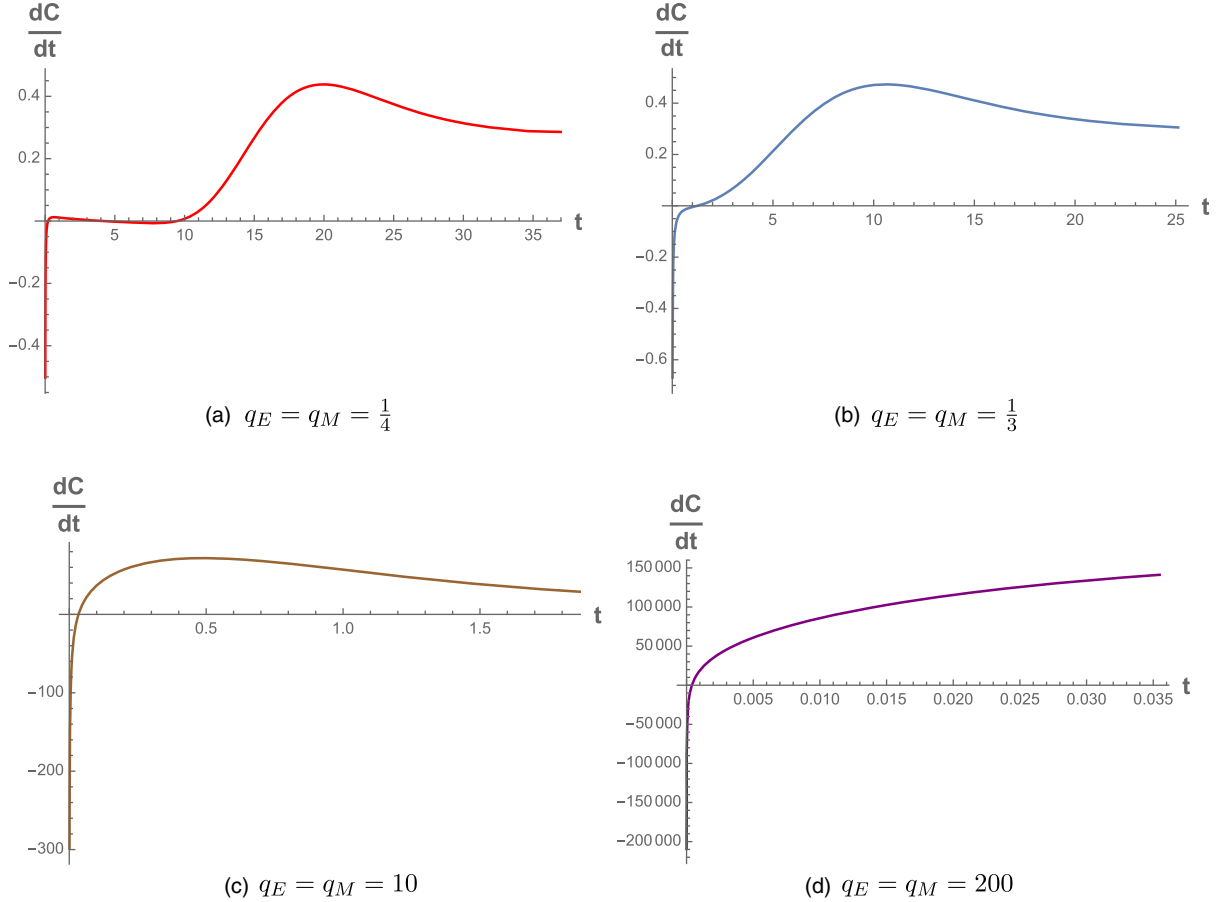 dC
dt
0.4
0.2
−0.2
−0.4
5 10 15 20 25 30 35 t
(a) q_E = q_M = 1/4
dC
dt
0.4
0.2
−0.2
−0.4
−0.6
5 10 15 20 25 t
(b) q_E = q_M = 1/3
dC
dt
−100
−200
−300
0.5 1.0 1.5 t
(c) q_E = q_M = 10
dC
dt
150 000
100 000
50 000
−50 000
−100 000
−150 000
−200 000
0.005 0.010 0.015 0.020 0.025 0.030 0.035 t
(d) q_E = q_M = 200